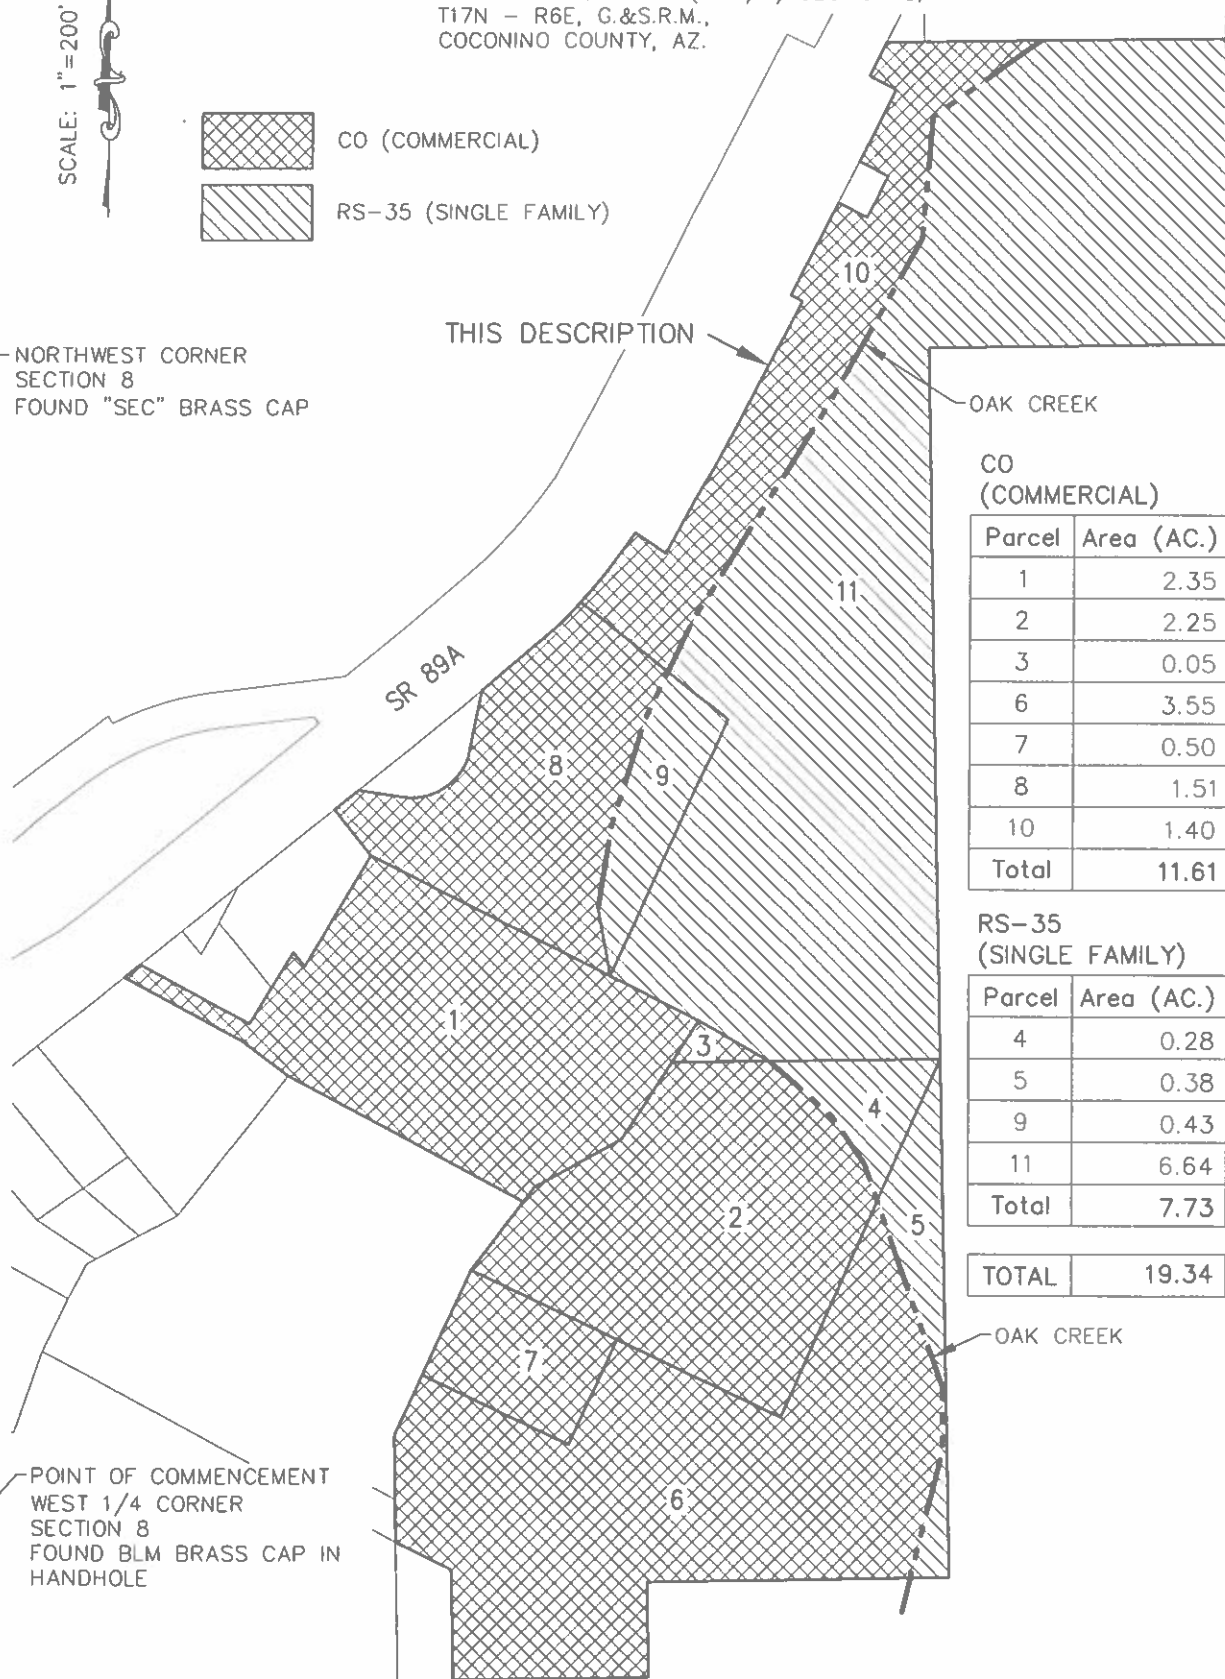 T17N - R6E, G.&S.R.M.,
COCONINO COUNTY, AZ.
SCALE: 1"=200'
CO (COMMERCIAL)
RS-35 (SINGLE FAMILY)
THIS DESCRIPTION
NORTHWEST CORNER
SECTION 8
FOUND "SEC" BRASS CAP
OAK CREEK
SR 89A
10
11
8
9
1
3
4
2
5
7
6
CO
(COMMERCIAL)
Parcel Area (AC.)
1 2.35
2 2.25
3 0.05
6 3.55
7 0.50
8 1.51
10 1.40
Total 11.61
RS-35
(SINGLE FAMILY)
Parcel Area (AC.)
4 0.28
5 0.38
9 0.43
11 6.64
Total 7.73
TOTAL 19.34
OAK CREEK
POINT OF COMMENCEMENT
WEST 1/4 CORNER
SECTION 8
FOUND BLM BRASS CAP IN
HANDHOLE